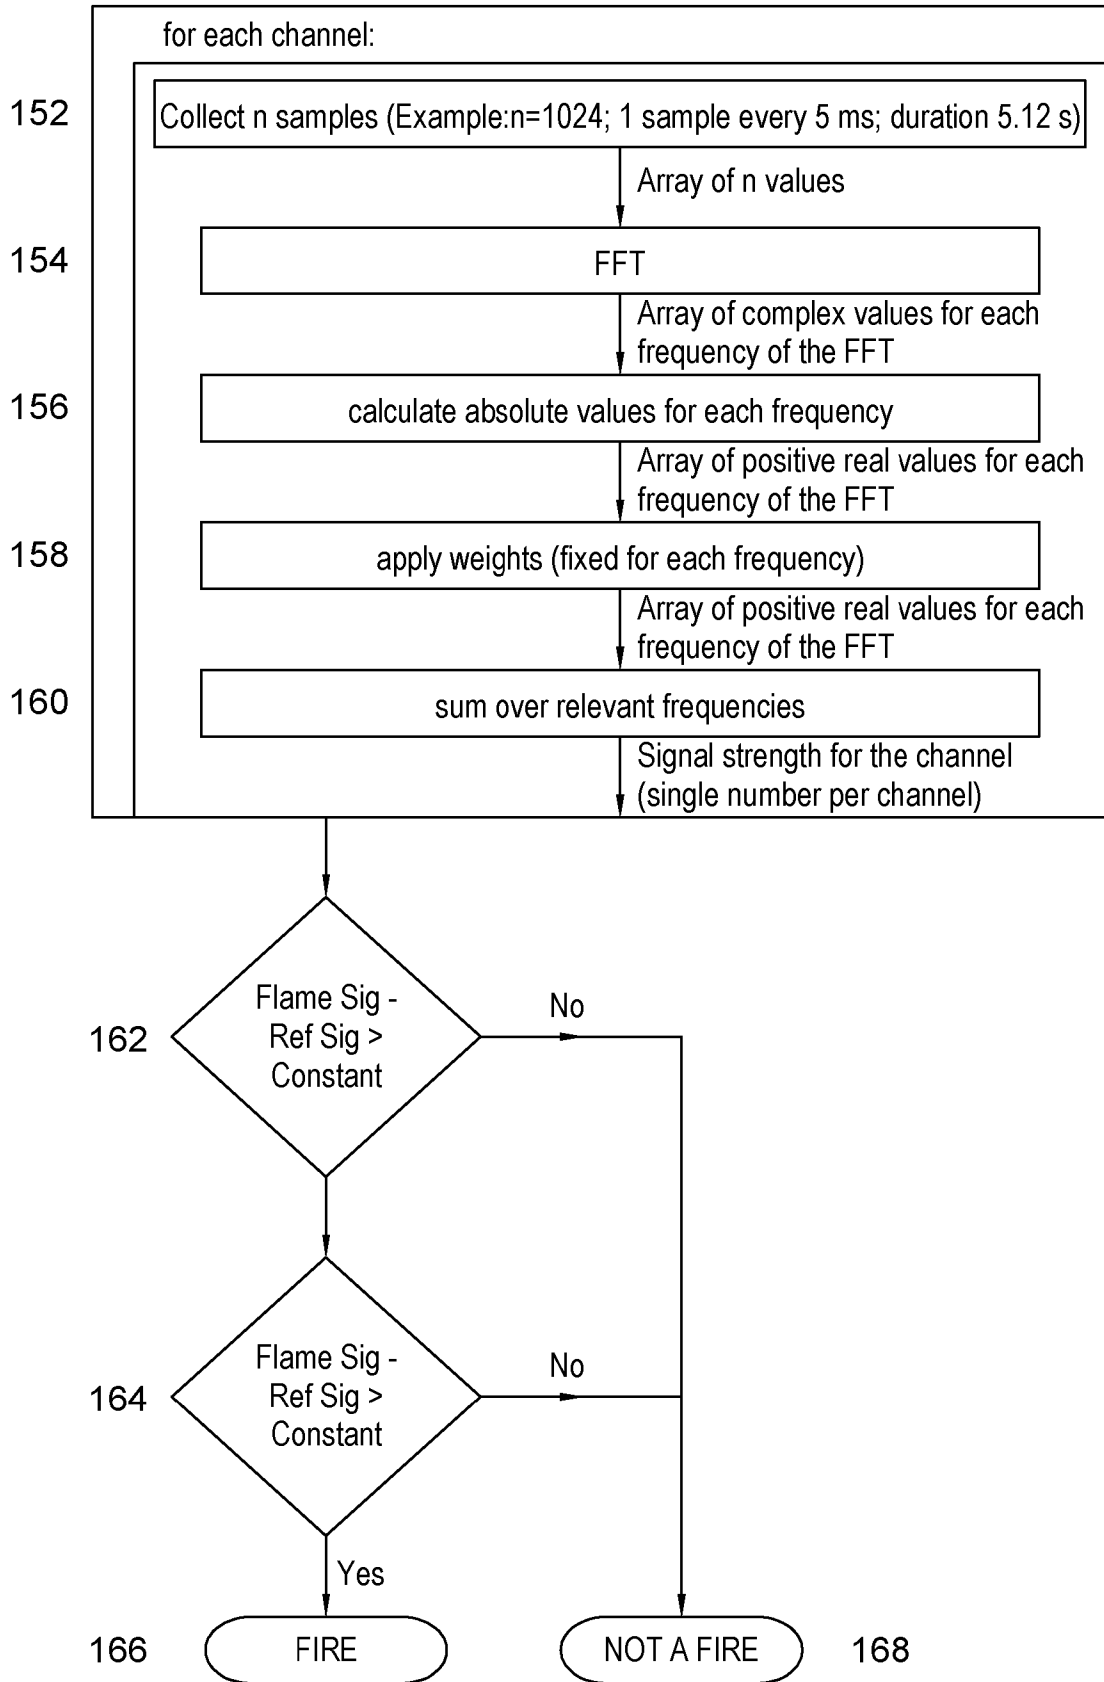 for each channel:
152
Collect n samples (Example:n=1024; 1 sample every 5 ms; duration 5.12 s)
Array of n values
154
FFT
Array of complex values for each
frequency of the FFT
156
calculate absolute values for each frequency
Array of positive real values for each
frequency of the FFT
158
apply weights (fixed for each frequency)
Array of positive real values for each
frequency of the FFT
160
sum over relevant frequencies
Signal strength for the channel
(single number per channel)
162
Flame Sig -
Ref Sig >
Constant
No
164
Flame Sig -
Ref Sig >
Constant
No
Yes
166
FIRE
NOT A FIRE
168